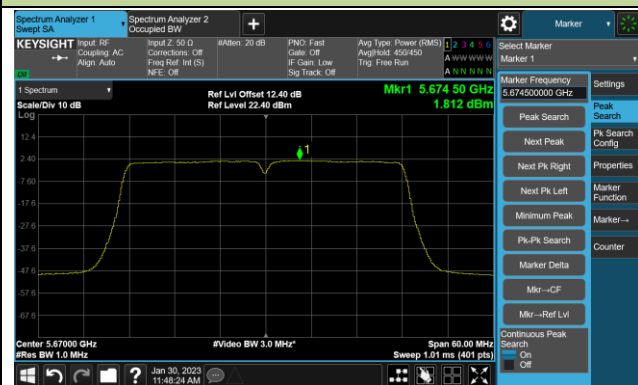 Spectrum Analyzer 1
Swept SA
Spectrum Analyzer 2
Occupied BW
+
Marker
KEYSIGHT
Input: RF
Coupling: AC
Align: Auto
Input Z: 50 Ω
Corrections: Off
Freq Ref: Int (S)
NFE: Off
#Atten: 20 dB
PNO: Fast
Gate: Off
IF Gain: Low
Sig Track: Off
Avg Type: Power (RMS)
Avg|Hold: 450/450
Trig: Free Run
1 2 3 4 5 6
A W W W W W
A N N N N N
Select Marker
Marker 1
1 Spectrum
Scale/Div 10 dB
Log
Ref Lvl Offset 12.40 dB
Ref Level 22.40 dBm
Mkr1 5.674 50 GHz
1.812 dBm
12.4
2.40
-7.60
-17.6
-27.6
-37.6
-47.6
-57.6
-67.6
1
Center 5.67000 GHz
#Res BW 1.0 MHz
#Video BW 3.0 MHz*
Span 60.00 MHz
Sweep 1.01 ms (401 pts)
Marker Frequency
5.674500000 GHz
Peak Search
Next Peak
Next Pk Right
Next Pk Left
Minimum Peak
Pk-Pk Search
Marker Delta
Mkr→CF
Mkr→Ref Lvl
Continuous Peak
Search
On
Off
Settings
Peak
Search
Pk Search
Config
Properties
Marker
Function
Marker→
Counter
?
Jan 30, 2023
11:48:24 AM